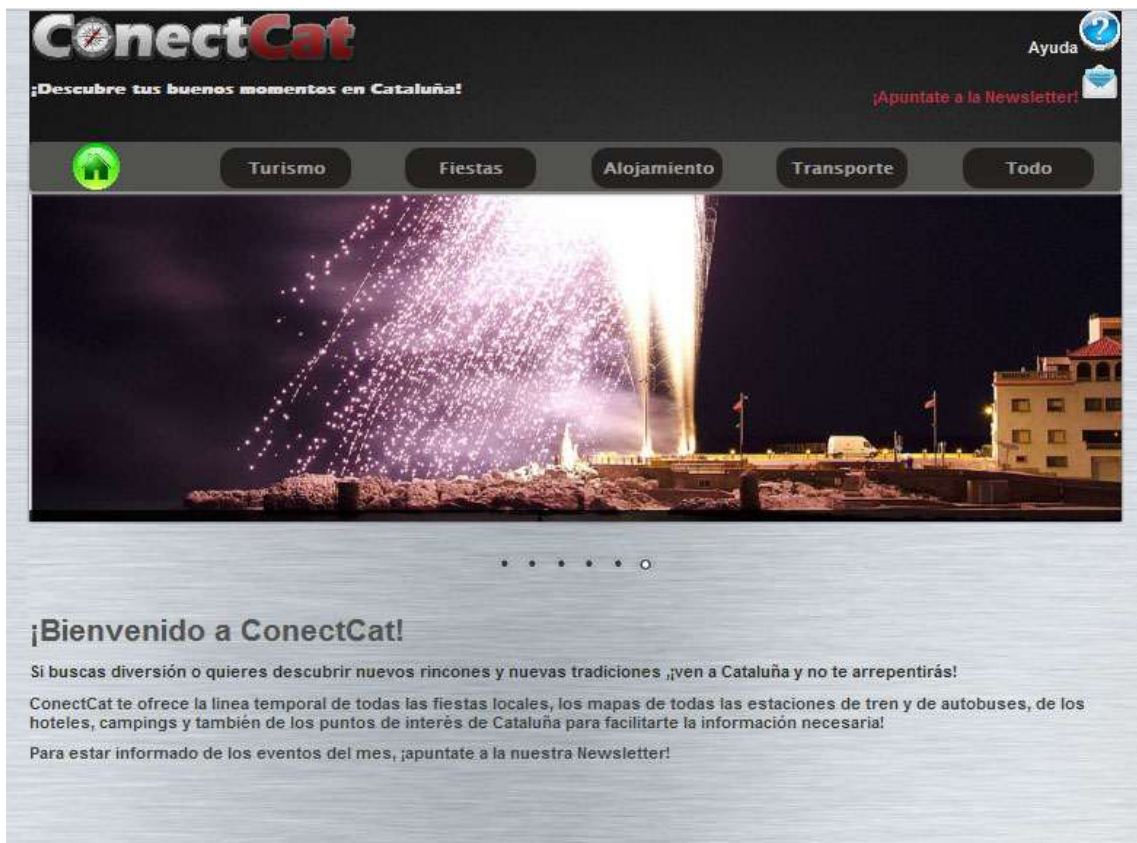 ConectCat
Ayuda
¡Descubre tus buenos momentos en Cataluña!
¡Apuntate a la Newsletter!
Turismo Fiestas Alojamiento Transporte Todo
¡Bienvenido a ConectCat!
Si buscas diversión o quieres descubrir nuevos rincones y nuevas tradiciones ,¡ven a Cataluña y no te arrepentirás!
ConectCat te ofrece la linea temporal de todas las fiestas locales, los mapas de todas las estaciones de tren y de autobuses, de los
hoteles, campings y también de los puntos de interés de Cataluña para facilitarte la información necesaria!
Para estar informado de los eventos del mes, ¡apuntate a la nuestra Newsletter!